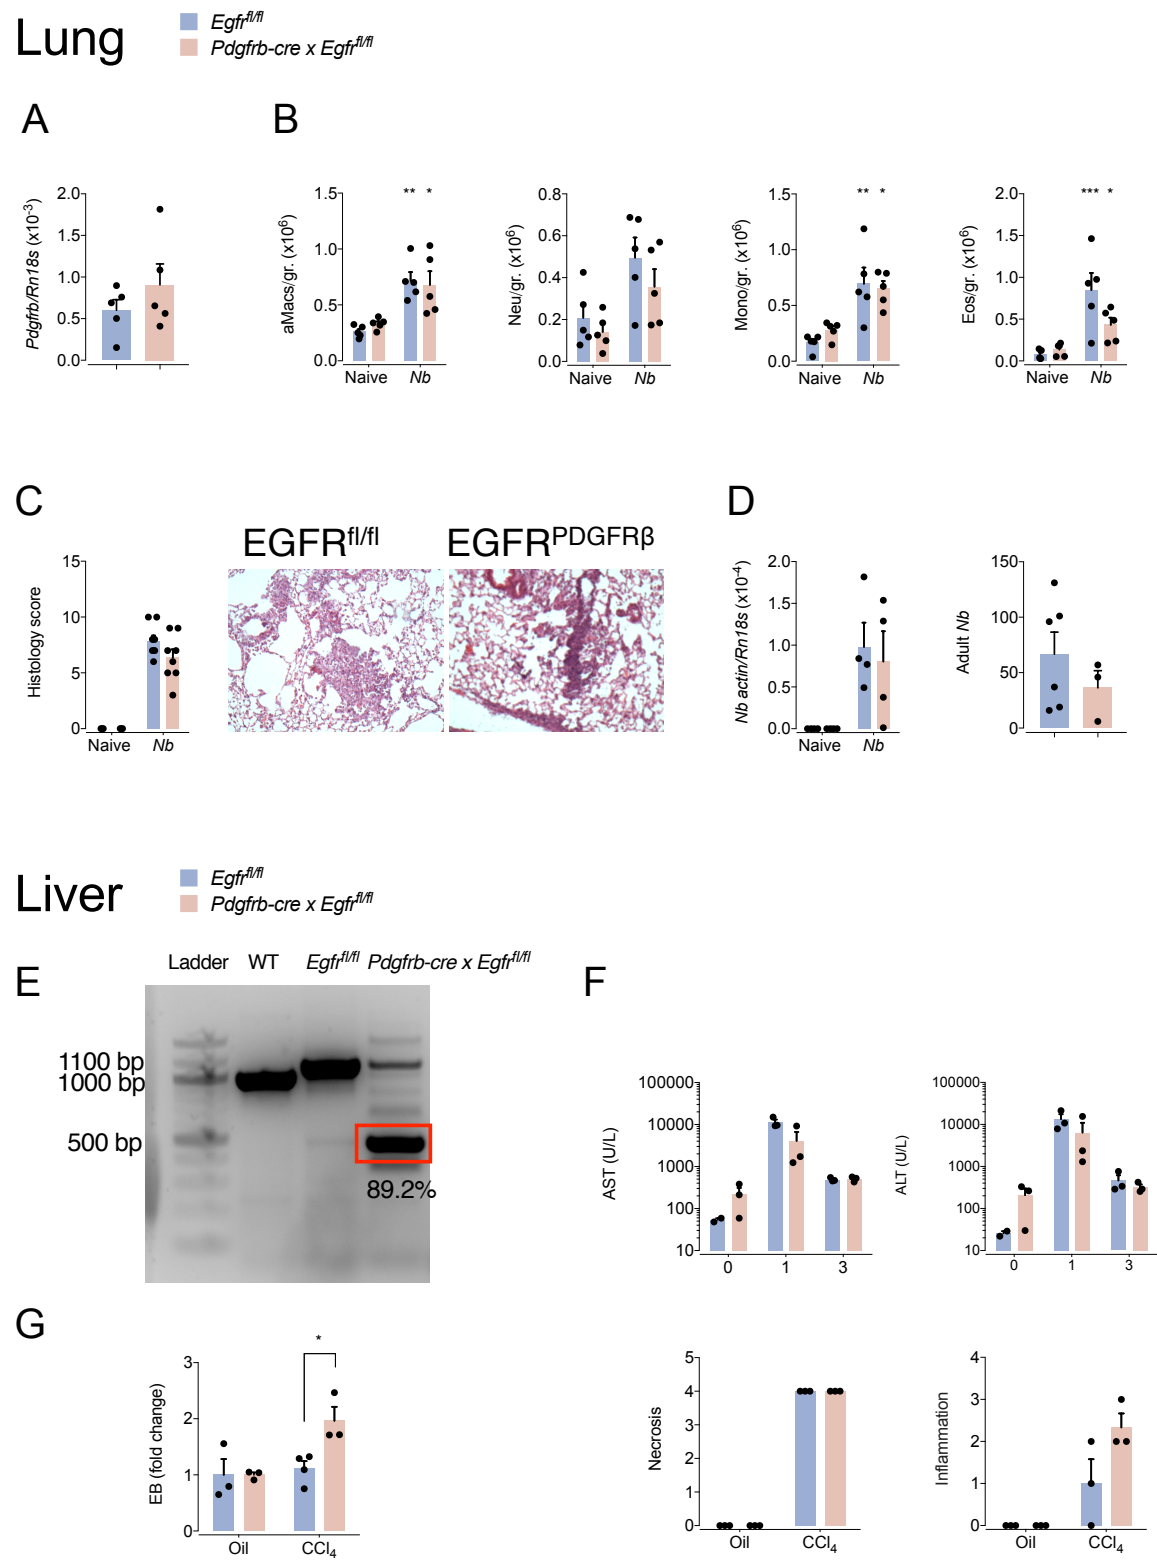 Lung
Egfrfl/fl
Pdgfrb-cre x Egfrfl/fl
A
B
Pdgfrb/Rn18s (x10-3)
2.0
1.5
1.0
0.5
0.0
aMacs/gr. (x106)
1.5
1.0
0.5
0.0
** *
Naive Nb
Neu/gr. (x106)
0.8
0.6
0.4
0.2
0.0
Naive Nb
Mono/gr. (x106)
1.5
1.0
0.5
0.0
** *
Naive Nb
Eos/gr. (x106)
2.0
1.5
1.0
0.5
0.0
*** *
Naive Nb
C
Histology score
15
10
5
0
Naive Nb
EGFRfl/fl
EGFRPDGFRβ
D
Nb actin/Rn18s (x10-4)
2.0
1.5
1.0
0.5
0.0
Naive Nb
Adult Nb
150
100
50
0
Liver
Egfrfl/fl
Pdgfrb-cre x Egfrfl/fl
E
Ladder WT Egfrfl/fl Pdgfrb-cre x Egfrfl/fl
1100 bp
1000 bp
500 bp
89.2%
F
AST (U/L)
100000
10000
1000
100
10
0 1 3
ALT (U/L)
100000
10000
1000
100
10
0 1 3
G
EB (fold change)
3
2
1
0
*
Oil CCl4
Necrosis
5
4
3
2
1
0
Oil CCl4
Inflammation
4
3
2
1
0
Oil CCl4